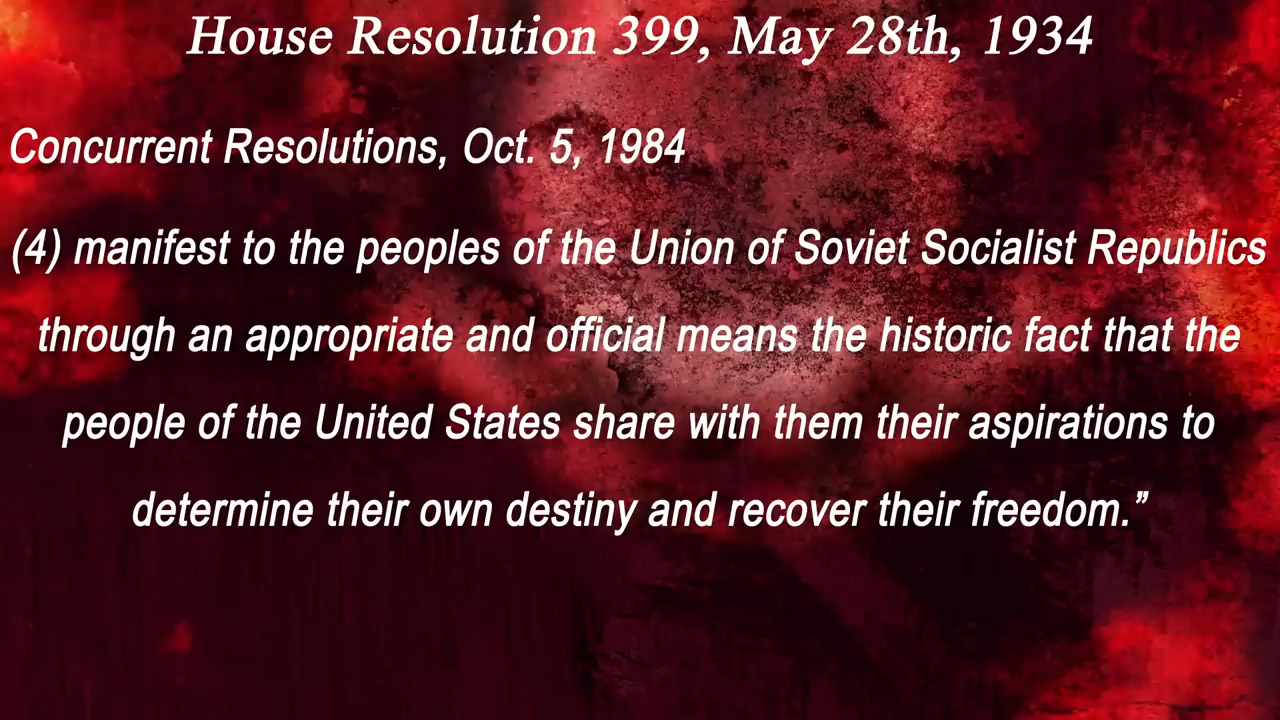 House Resolution 399, May 28th, 1934
Concurrent Resolutions, Oct. 5, 1984
(4) manifest to the peoples of the Union of Soviet Socialist Republics
through an appropriate and official means the historic fact that the
people of the United States share with them their aspirations to
determine their own destiny and recover their freedom.”